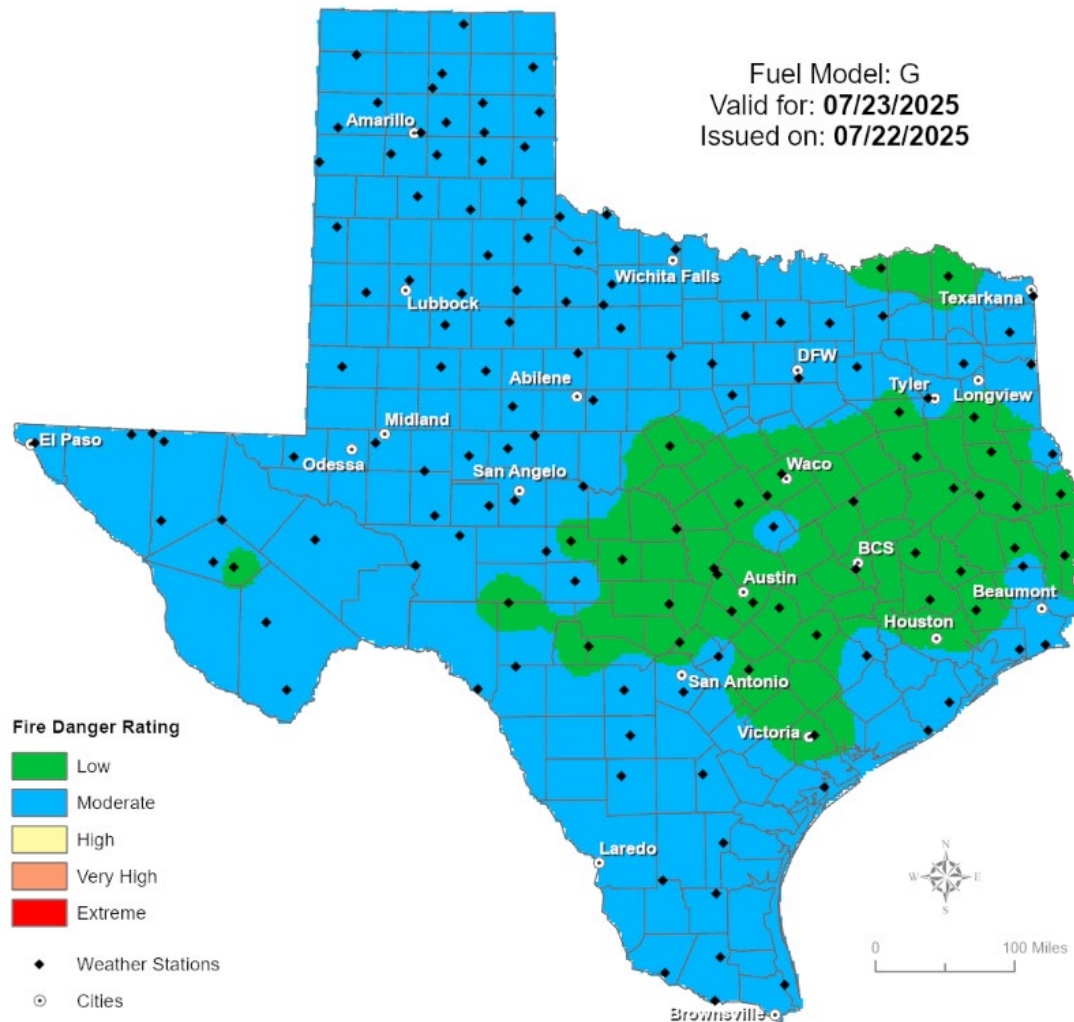 Fuel Model: G
Valid for: 07/23/2025
Issued on: 07/22/2025
Amarillo
Wichita Falls
Lubbock
Texarkana
DFW
Abilene
Tyler
Longview
Midland
El Paso
Odessa
San Angelo
Waco
BCS
Austin
Beaumont
Houston
San Antonio
Victoria
Laredo
Brownsville
Fire Danger Rating
Low
Moderate
High
Very High
Extreme
Weather Stations
Cities
N
W E
S
0 100 Miles